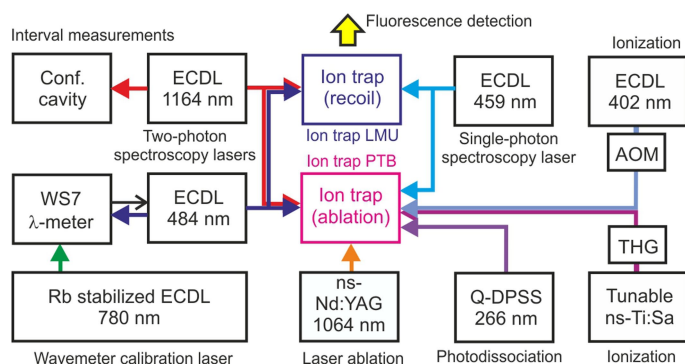 Fluorescence detection
Interval measurements
Ionization
Conf.
cavity
ECDL
1164 nm
Ion trap
(recoil)
ECDL
459 nm
ECDL
402 nm
Two-photon
spectroscopy lasers
Ion trap LMU
Single-photon
spectroscopy laser
AOM
Ion trap PTB
WS7
λ-meter
ECDL
484 nm
Ion trap
(ablation)
THG
Rb stabilized ECDL
780 nm
ns-
Nd:YAG
1064 nm
Q-DPSS
266 nm
Tunable
ns-Ti:Sa
Wavemeter calibration laser
Laser ablation
Photodissociation
Ionization